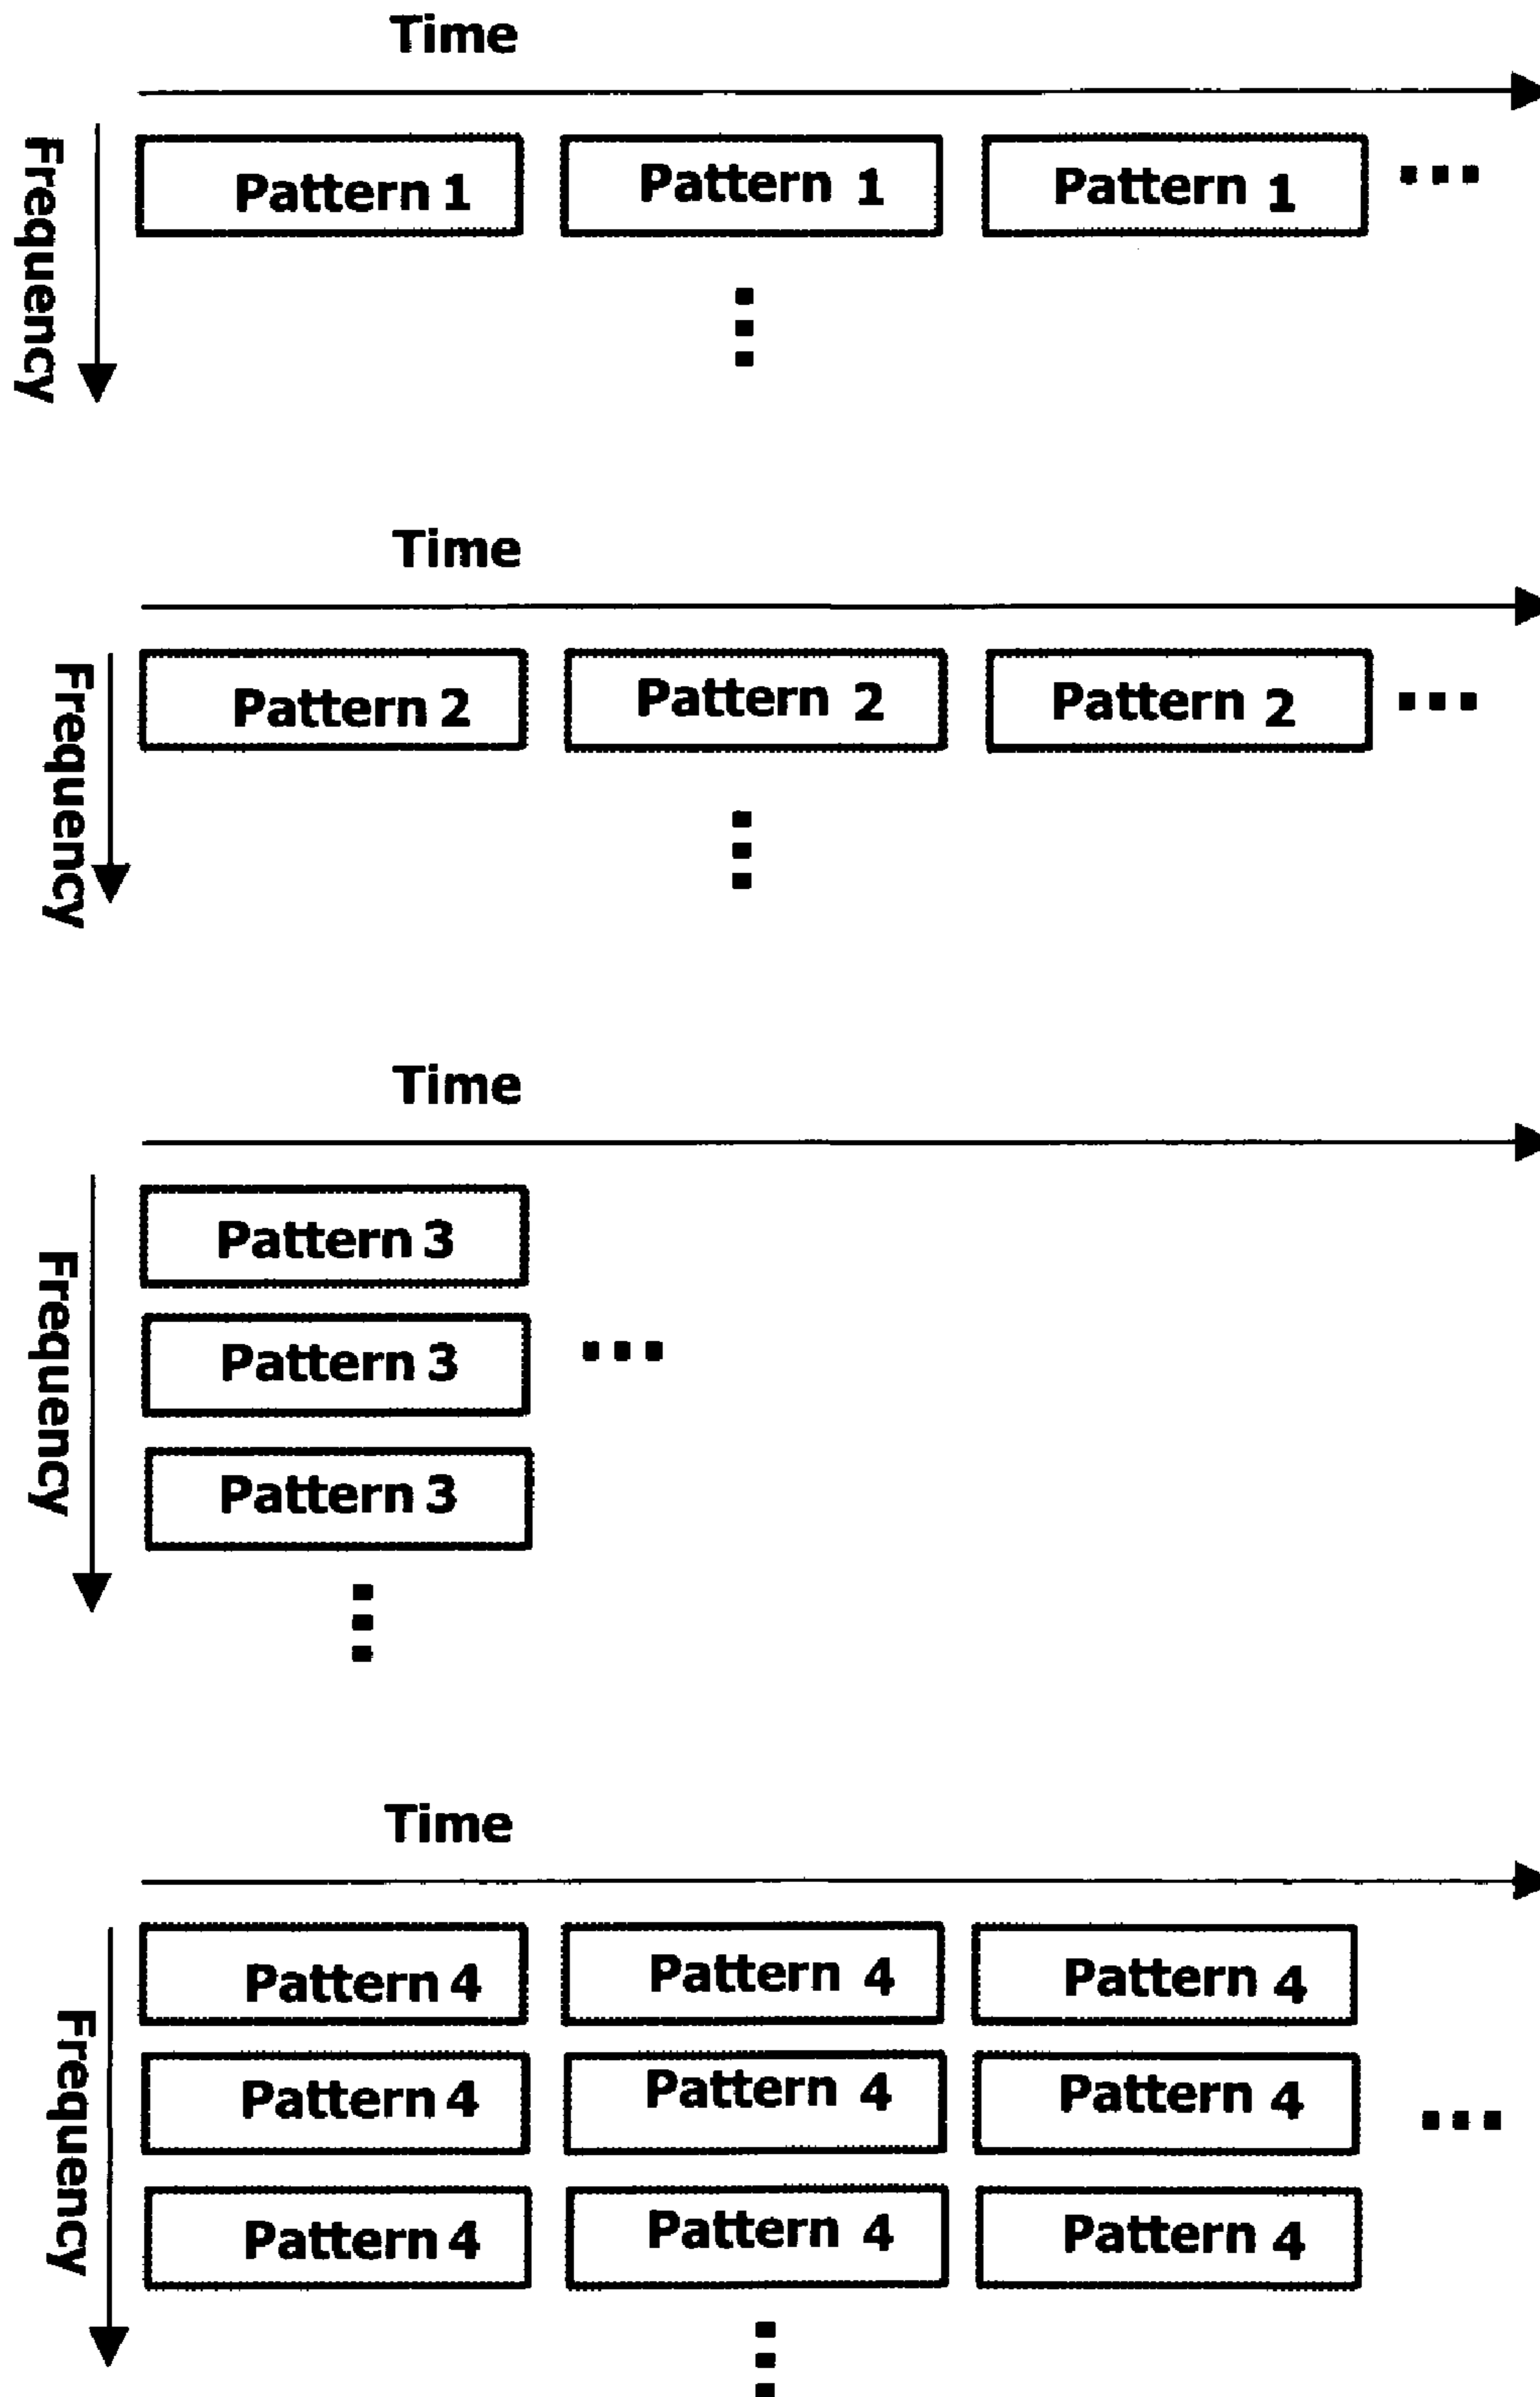 Time
Frequency
Pattern 1 Pattern 1 Pattern 1 ...
Time
Frequency
Pattern 2 Pattern 2 Pattern 2 ...
Time
Frequency
Pattern 3
Pattern 3 ...
Pattern 3
Time
Frequency
Pattern 4 Pattern 4 Pattern 4
Pattern 4 Pattern 4 Pattern 4 ...
Pattern 4 Pattern 4 Pattern 4